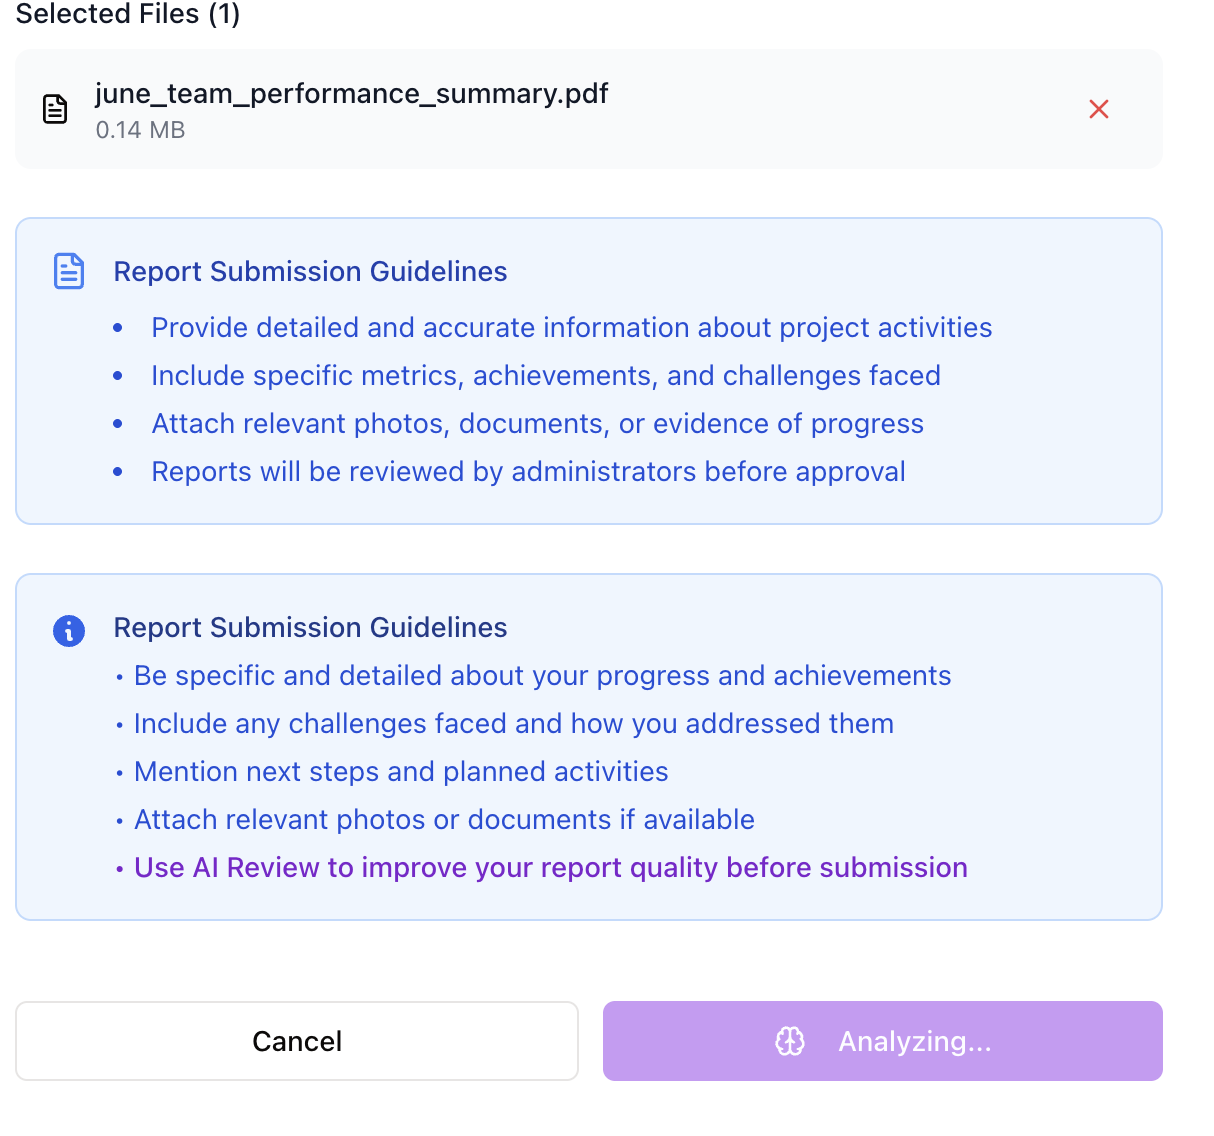 Selected Files (1)
june_team_performance_summary.pdf
0.14 MB
Report Submission Guidelines
• Provide detailed and accurate information about project activities
• Include specific metrics, achievements, and challenges faced
• Attach relevant photos, documents, or evidence of progress
• Reports will be reviewed by administrators before approval
Report Submission Guidelines
• Be specific and detailed about your progress and achievements
• Include any challenges faced and how you addressed them
• Mention next steps and planned activities
• Attach relevant photos or documents if available
• Use AI Review to improve your report quality before submission
Cancel
Analyzing...